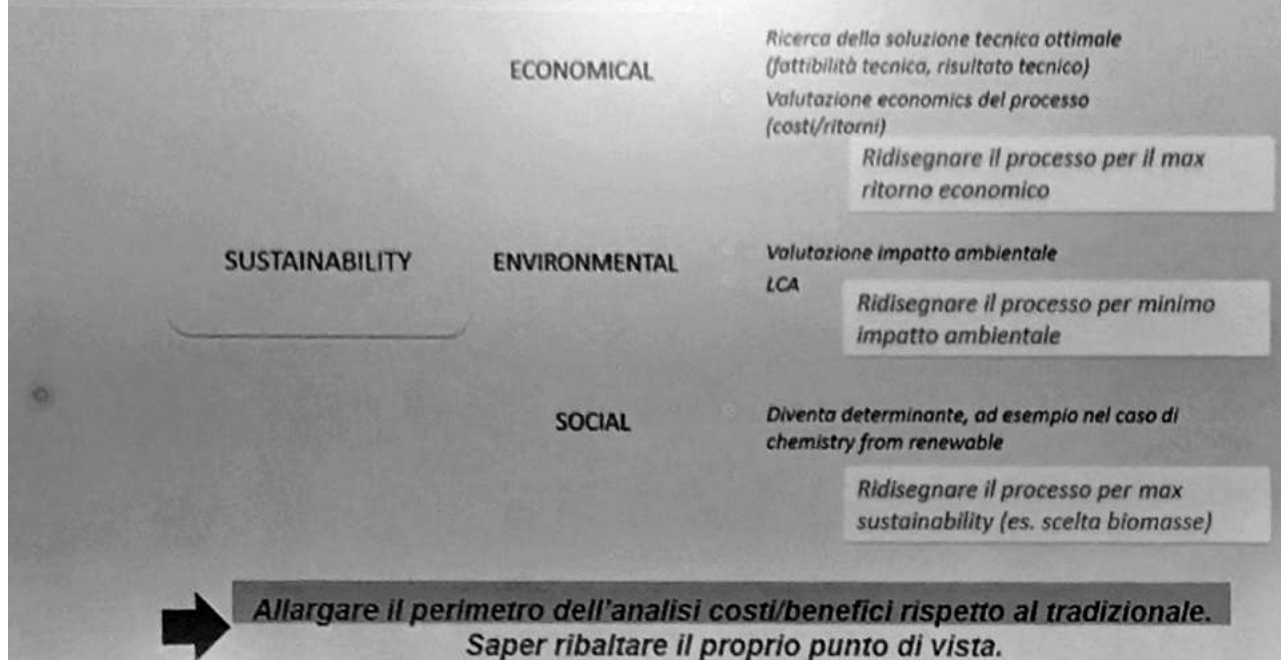 ECONOMICAL
Ricerca della soluzione tecnica ottimale
(fattibilità tecnica, risultato tecnico)
Valutazione economics del processo
(costi/ritorni)
Ridisegnare il processo per il max
ritorno economico
SUSTAINABILITY
ENVIRONMENTAL
Valutazione impatto ambientale
LCA
Ridisegnare il processo per minimo
impatto ambientale
SOCIAL
Diventa determinante, ad esempio nel caso di
chemistry from renewable
Ridisegnare il processo per max
sustainability (es. scelta biomasse)
Allargare il perimetro dell'analisi costi/benefici rispetto al tradizionale.
Saper ribaltare il proprio punto di vista.